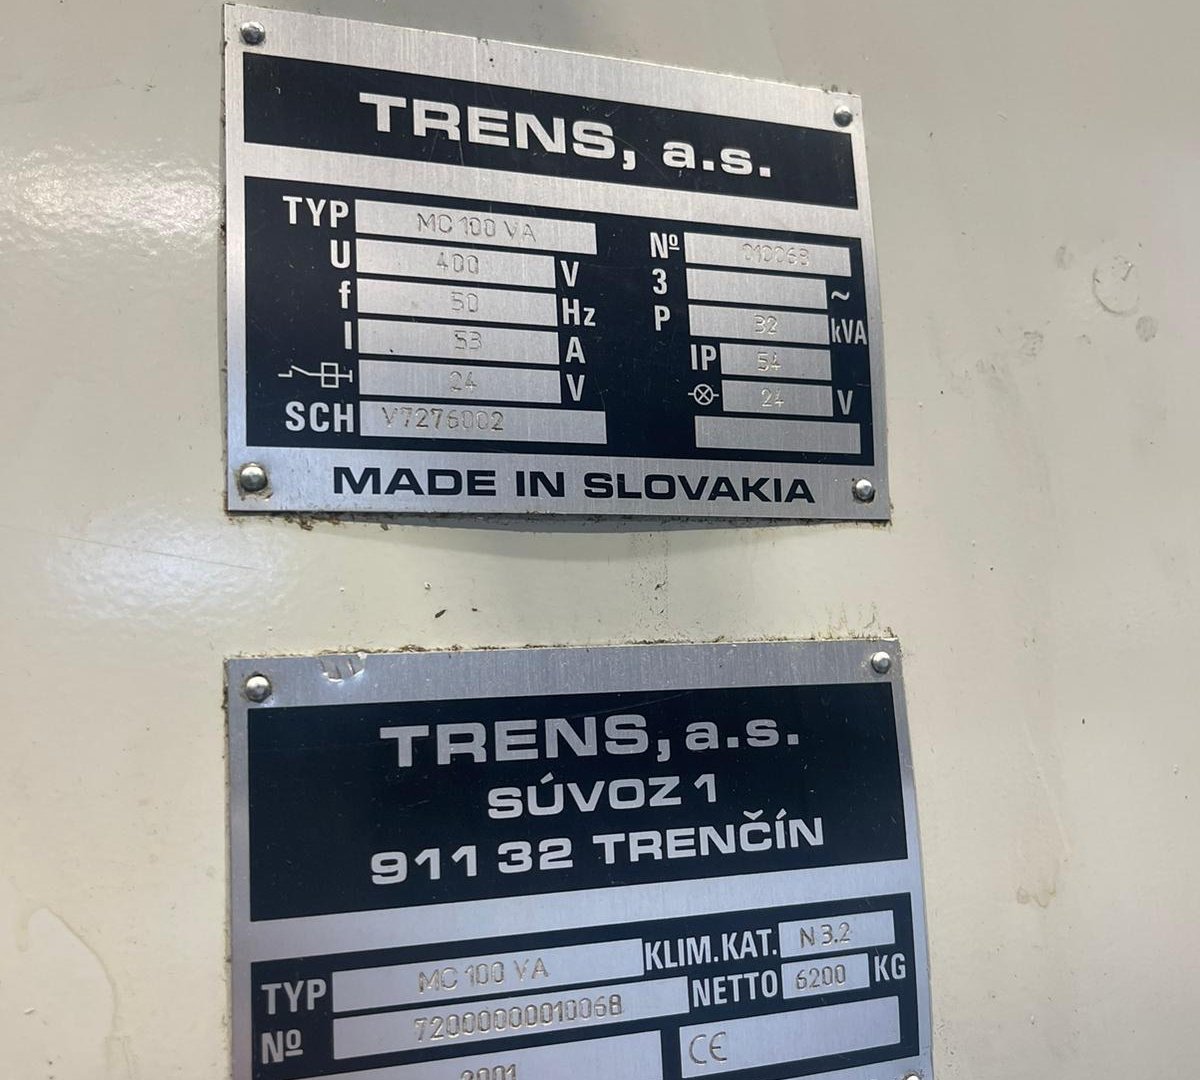 TRENS, a.s.
TYP MC 100 VA
Nº 010068
U 400 V
3 ~
f 50 Hz
P 32 kVA
I 53 A
IP 54
24 V
24 V
SCH V7276002
MADE IN SLOVAKIA
TRENS, a.s.
SÚVOZ 1
911 32 TRENČÍN
TYP MC 100 VA
KLIM.KAT. N 3.2
Nº 72000000010068
NETTO 6200 KG
2001
CE